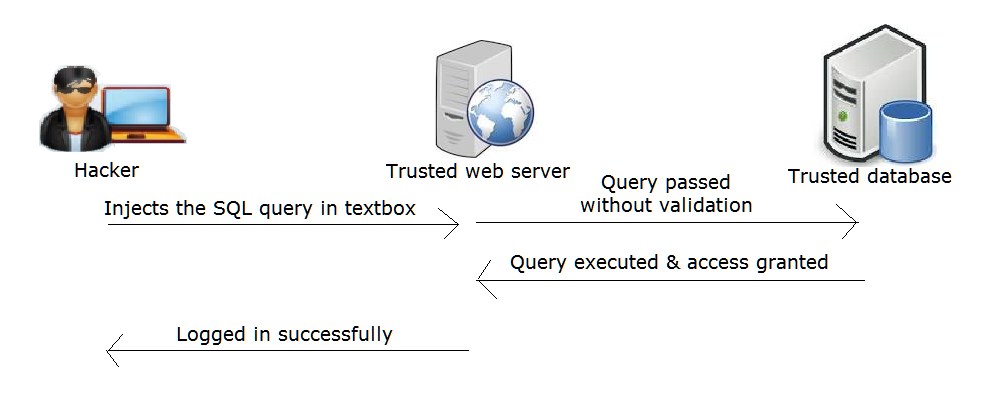 Hacker
Trusted web server
Trusted database
Injects the SQL query in textbox
Query passed
without validation
Query executed & access granted
Logged in successfully